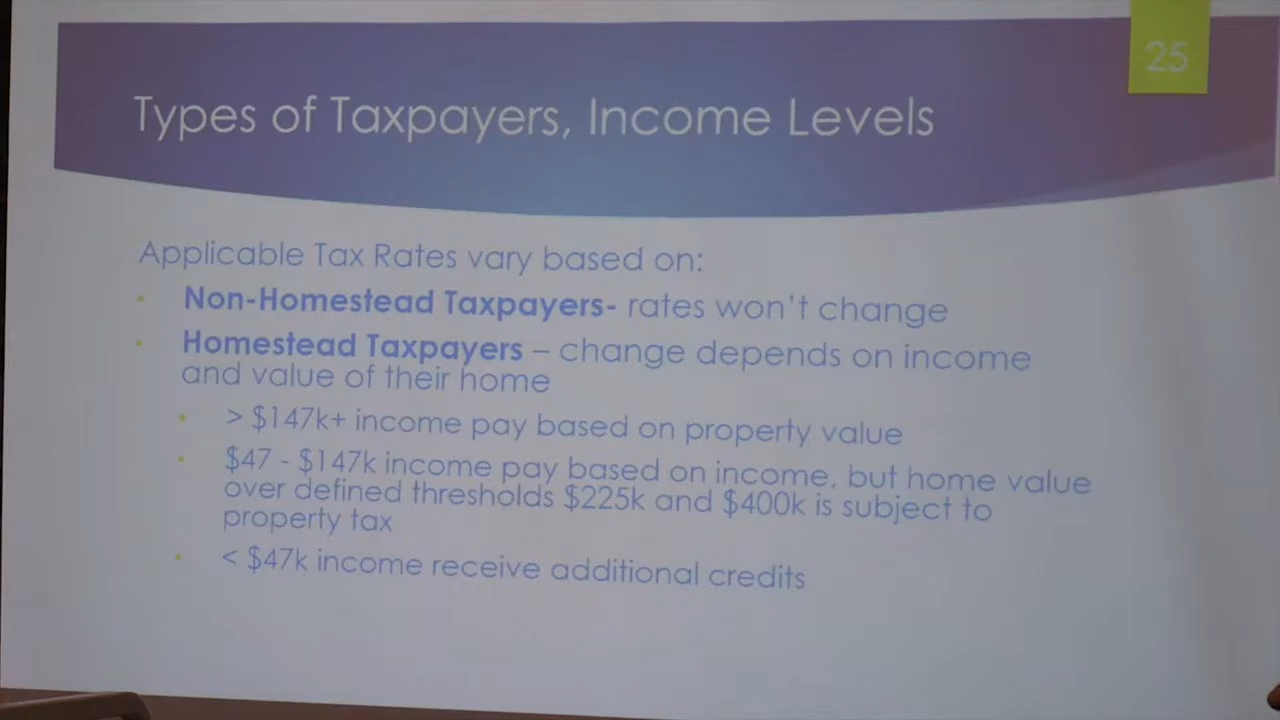 25
Types of Taxpayers, Income Levels
Applicable Tax Rates vary based on:
• Non-Homestead Taxpayers- rates won't change
• Homestead Taxpayers – change depends on income
and value of their home
• > $147k+ income pay based on property value
• $47 - $147k income pay based on income, but home value
over defined thresholds $225k and $400k is subject to
property tax
• < $47k income receive additional credits